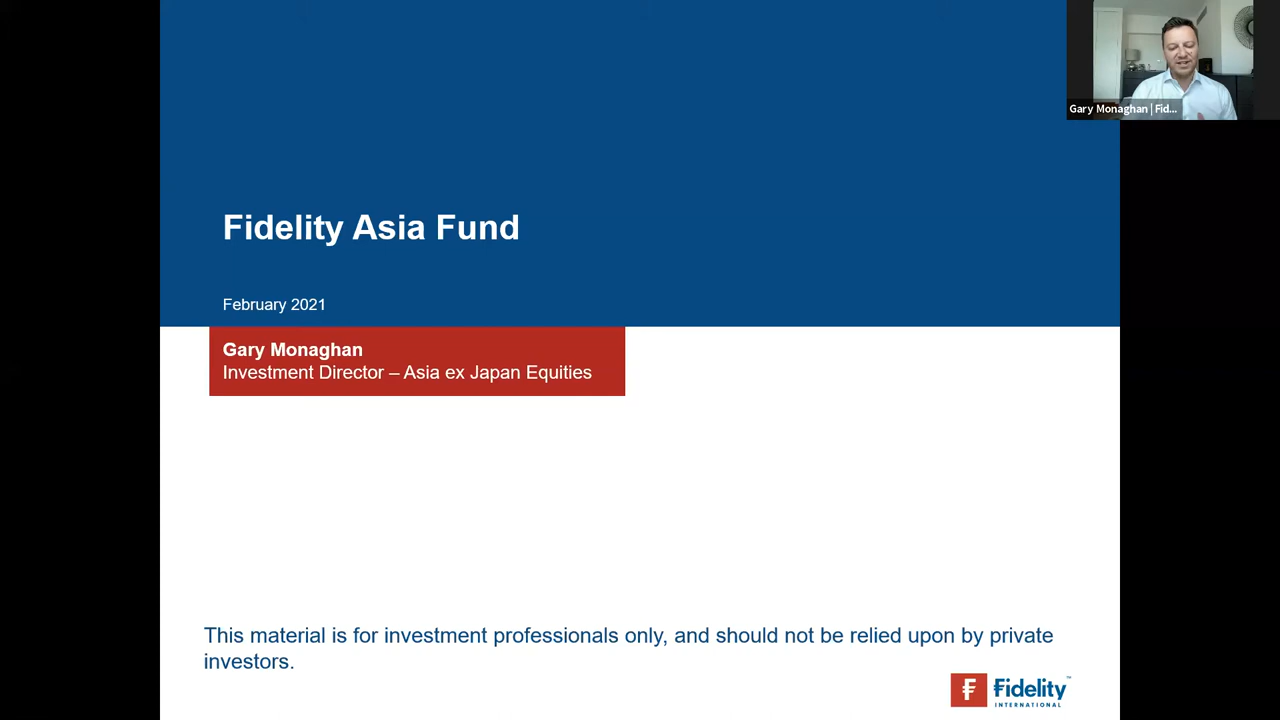 Gary Monaghan | Fid...
Fidelity Asia Fund
February 2021
Gary Monaghan
Investment Director – Asia ex Japan Equities
This material is for investment professionals only, and should not be relied upon by private
investors.
Fidelity™
INTERNATIONAL